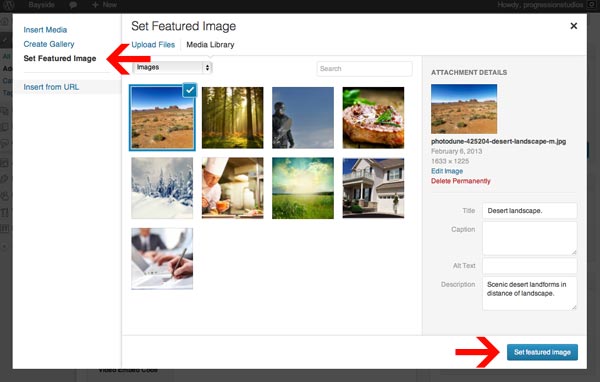 Bayside
+ New
Howdy, progressionstudios
Insert Media
Create Gallery
Set Featured Image
Insert from URL
Set Featured Image
Upload Files
Media Library
Images
Search
ATTACHMENT DETAILS
photodune-425204-desert-landscape-m.jpg
February 6, 2013
1633 × 1225
Edit Image
Delete Permanently
Title
Desert landscape.
Caption
Alt Text
Description
Scenic desert landforms in
distance of landscape.
Set featured image
Video Embed Code